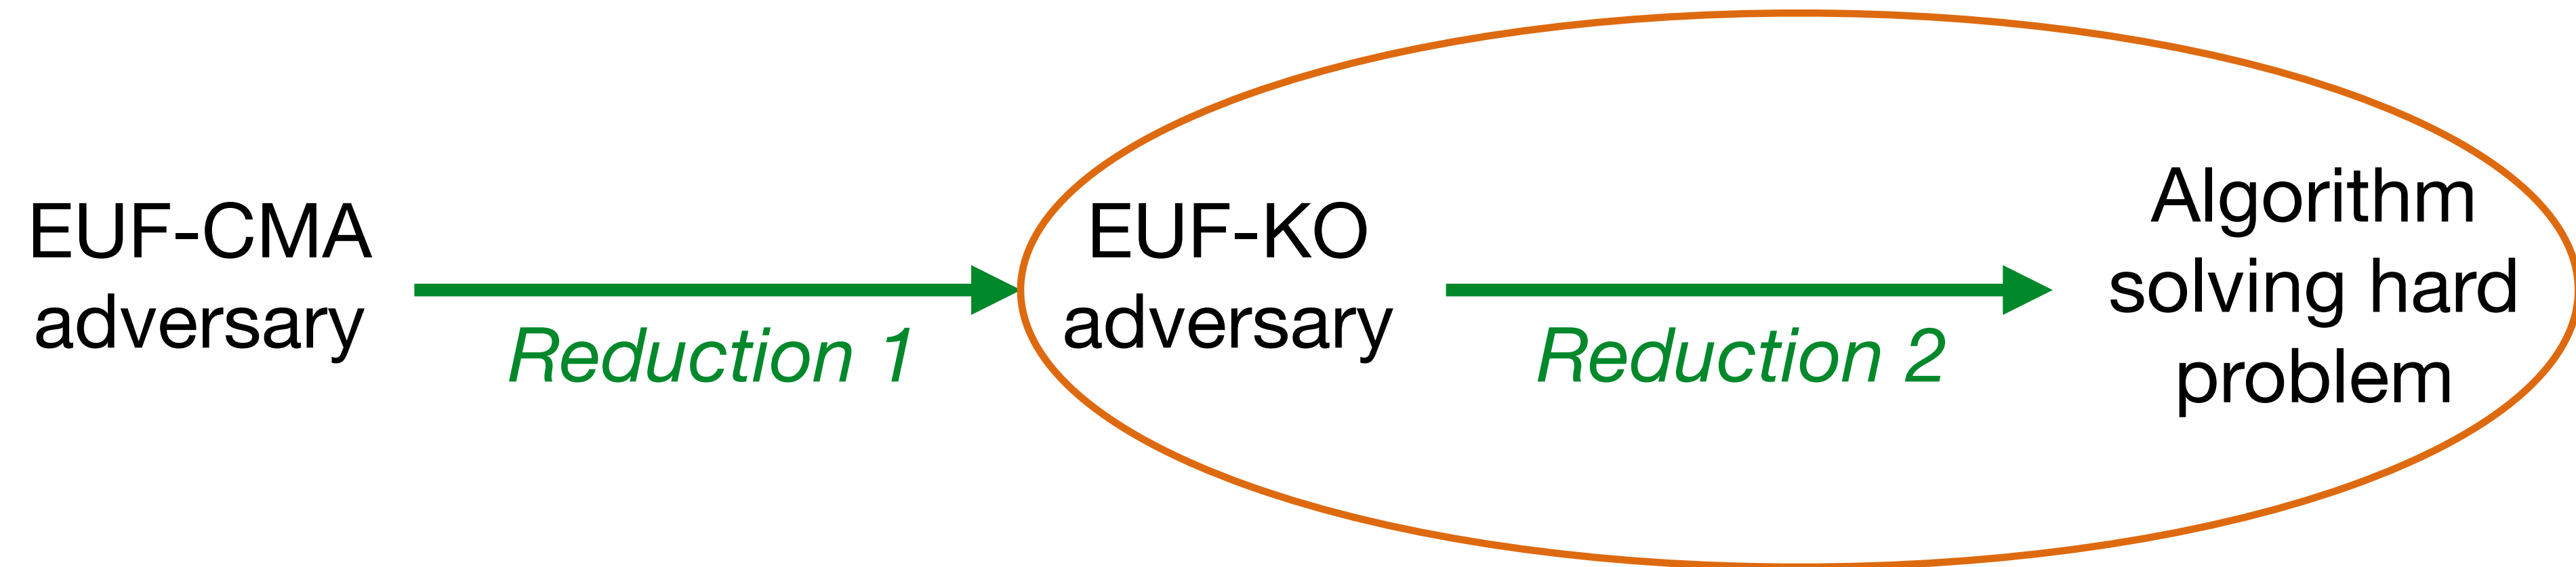 EUF-CMA
adversary
Reduction 1
EUF-KO
adversary
Reduction 2
Algorithm
solving hard
problem